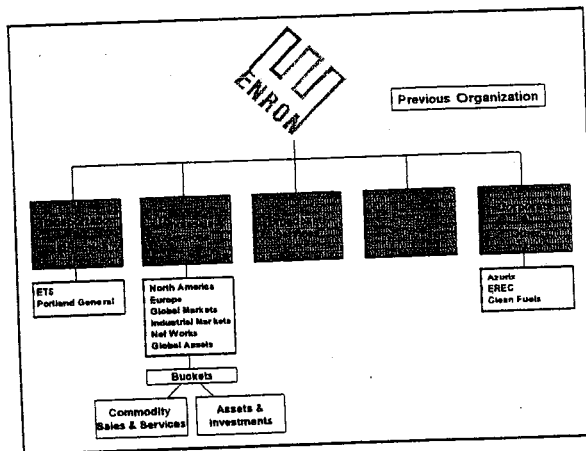 ENRON
Previous Organization
ETS
Portland General
North America
Europe
Global Markets
Industrial Markets
Net Works
Global Assets
Azurix
EREC
Clean Fuels
Buckets
Commodity
Sales & Services
Assets &
Investments